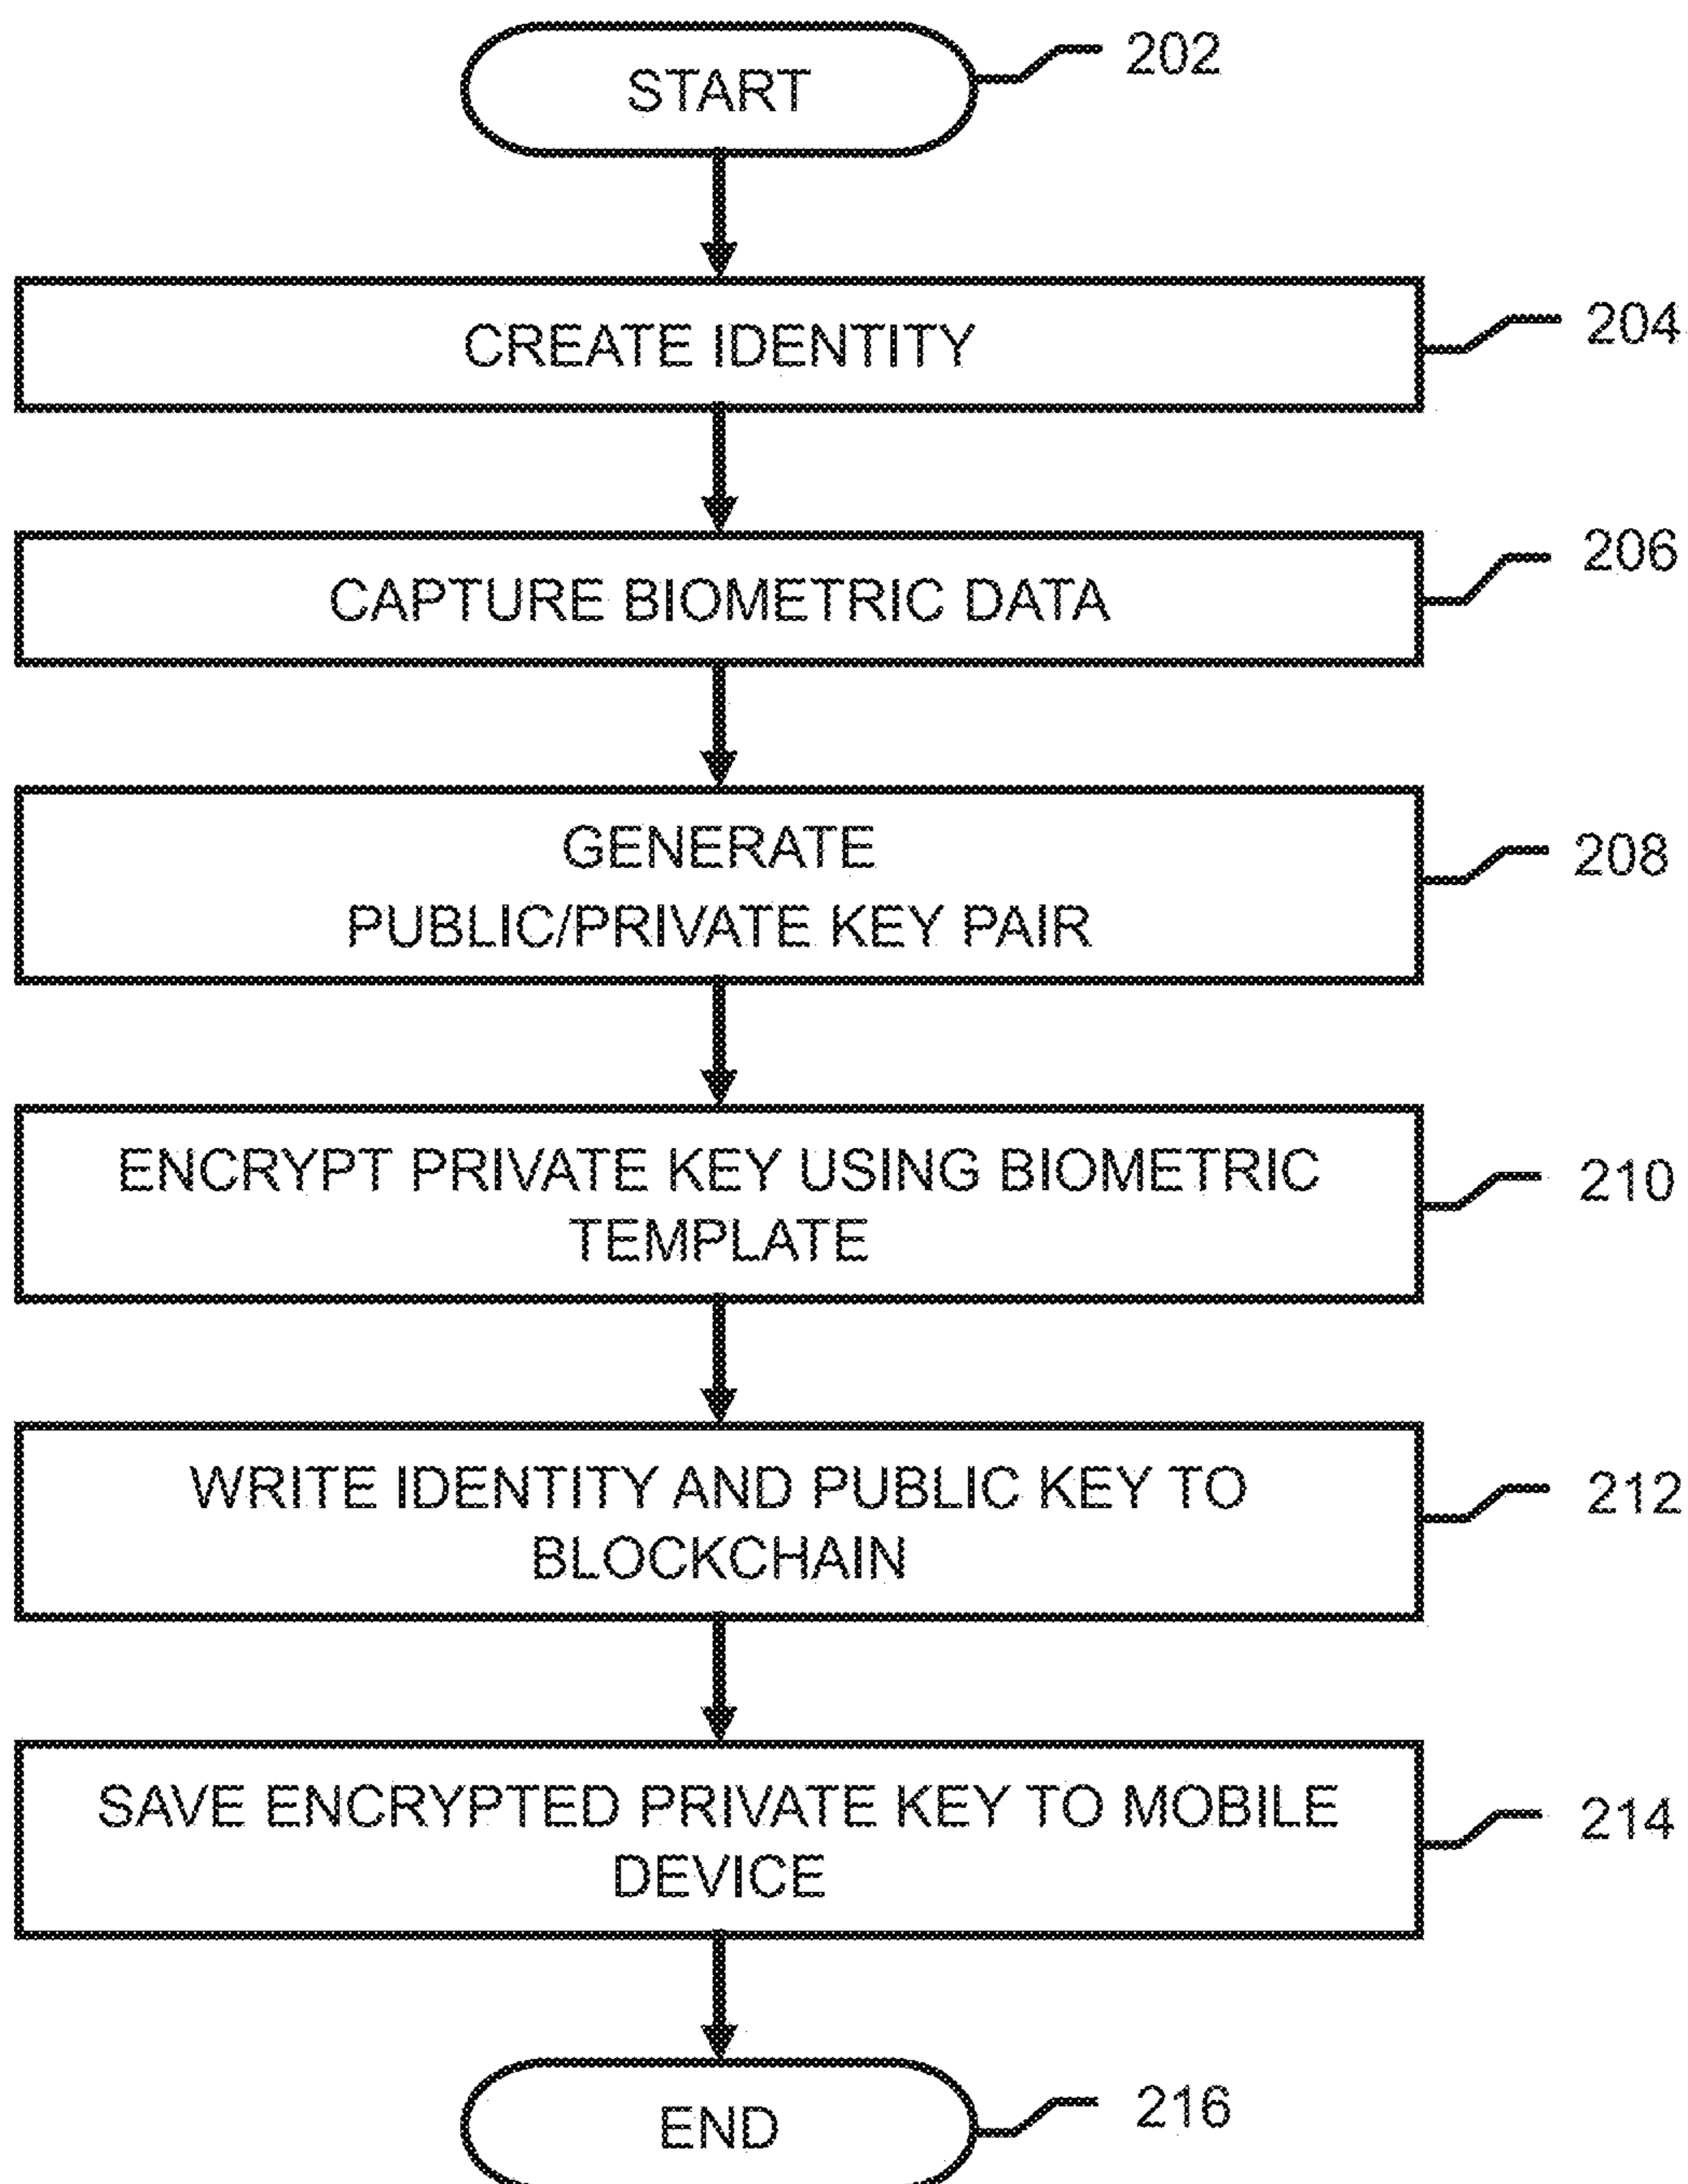 START
202
CREATE IDENTITY
204
CAPTURE BIOMETRIC DATA
206
GENERATE
PUBLIC/PRIVATE KEY PAIR
208
ENCRYPT PRIVATE KEY USING BIOMETRIC
TEMPLATE
210
WRITE IDENTITY AND PUBLIC KEY TO
BLOCKCHAIN
212
SAVE ENCRYPTED PRIVATE KEY TO MOBILE
DEVICE
214
END
216